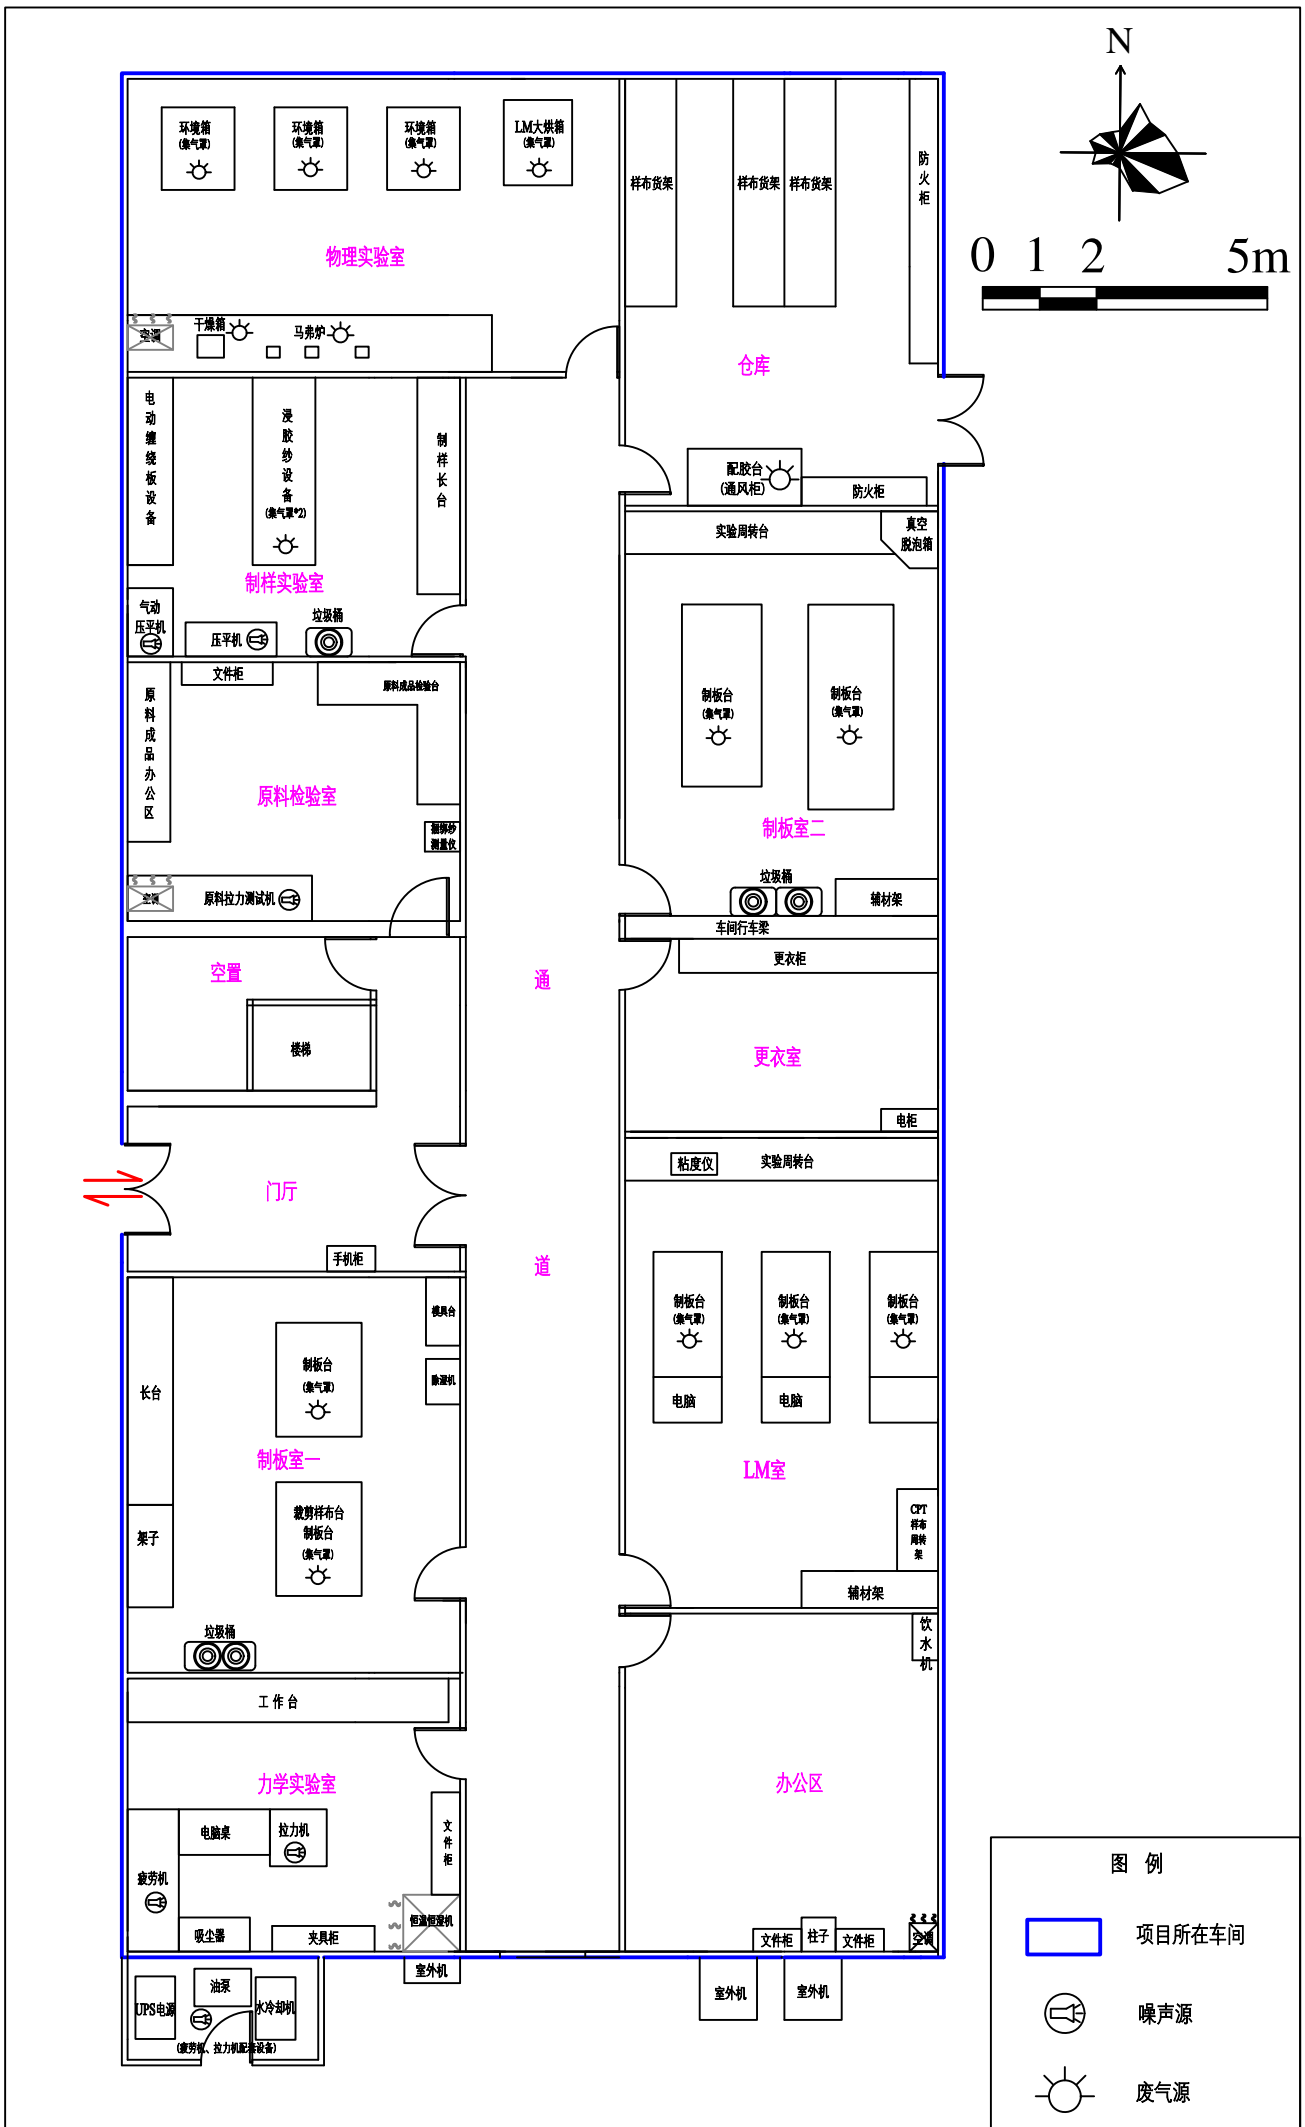 N
0 1 2 5m
环境箱
(集气罩)
环境箱
(集气罩)
环境箱
(集气罩)
LM大烘箱
(集气罩)
物理实验室
空调
干燥箱
马弗炉
样布货架
样布货架
样布货架
防火柜
仓库
配胶台
(通风柜)
防火柜
电动缠绕板设备
浸胶纱设备
(集气罩*2)
制样长台
制样实验室
气动
压平机
压平机
垃圾桶
实验周转台
真空
脱泡箱
制板台
(集气罩)
制板台
(集气罩)
制板室二
垃圾桶
辅材架
车间行车梁
文件柜
原料成品检验台
原料成品办公区
原料检验室
捆绑纱
测量仪
空调
原料拉力测试机
空置
楼梯
通道
更衣柜
更衣室
电柜
门厅
手机柜
粘度仪
实验周转台
制板台
(集气罩)
制板台
(集气罩)
制板台
(集气罩)
电脑
电脑
LM室
CPT
样布
周转
架
辅材架
长台
架子
模具台
除湿机
制板台
(集气罩)
制板室一
裁剪样布台
制板台
(集气罩)
垃圾桶
工作台
力学实验室
电脑桌
拉力机
文件柜
疲劳机
吸尘器
夹具柜
恒温恒湿机
饮水机
办公区
文件柜
柱子
文件柜
空调
UPS电源
油泵
水冷却机
(疲劳机、拉力机配套设备)
室外机
室外机
室外机
图例
项目所在车间
噪声源
废气源